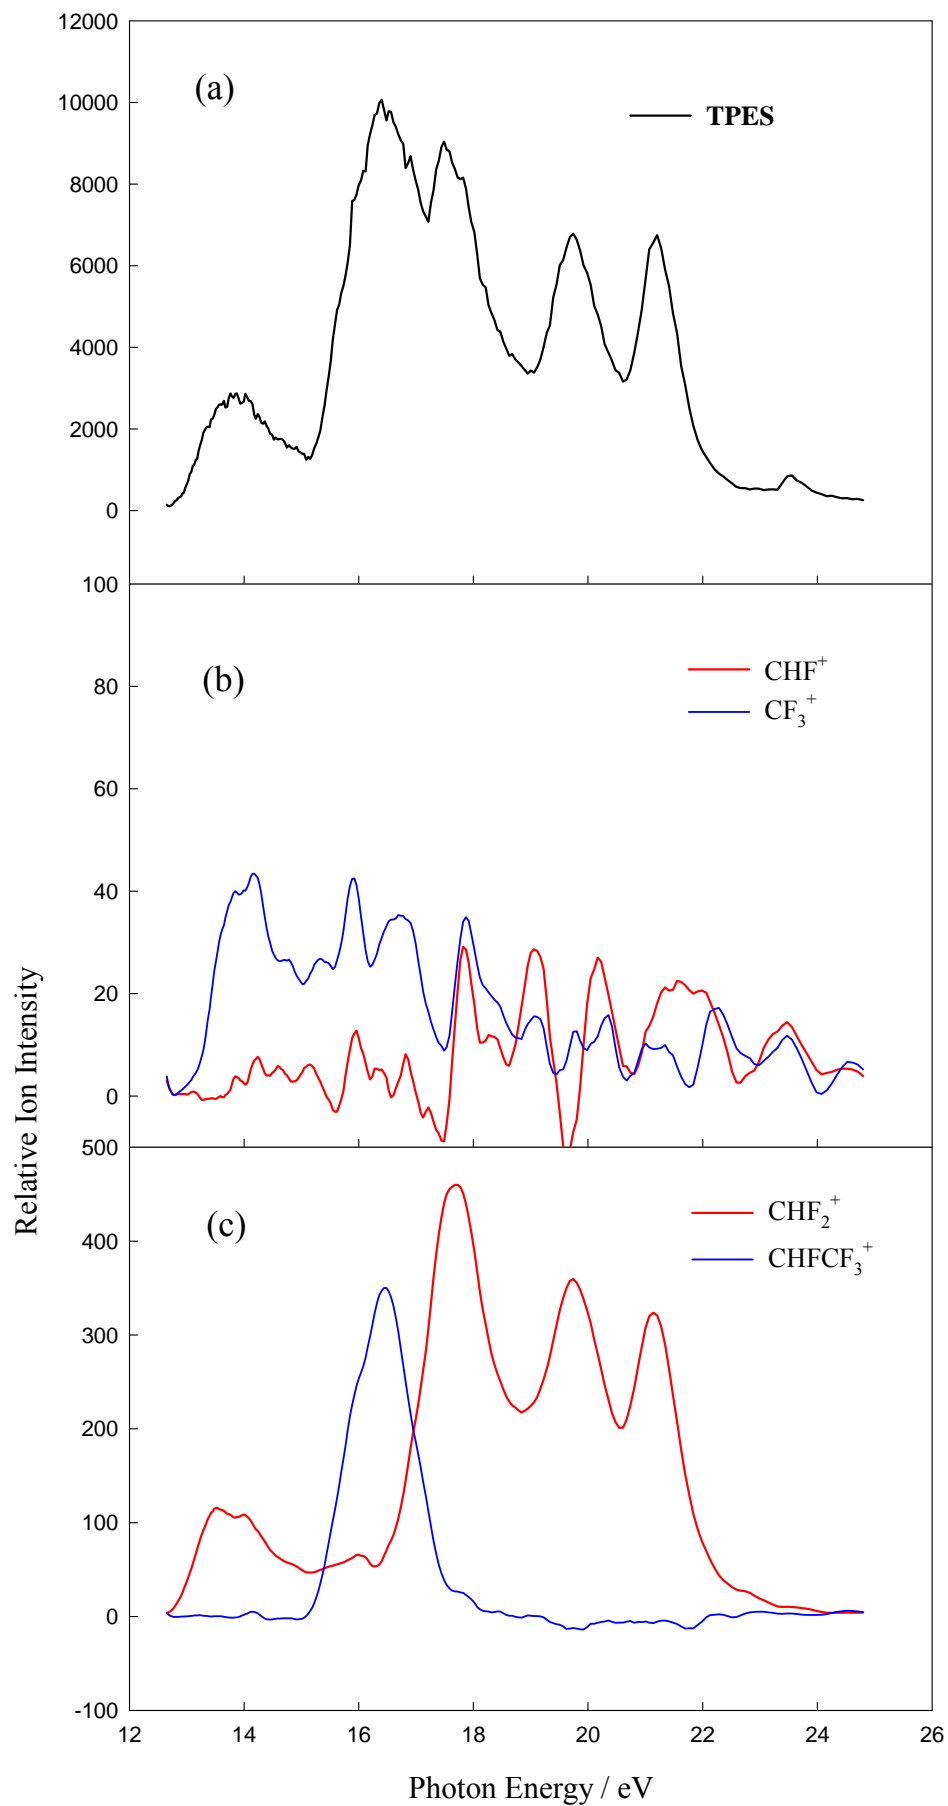 12000
(a)
TPES
10000
8000
6000
4000
2000
0
100
(b)
CHF⁺
CF₃⁺
80
60
40
20
0
Relative Ion Intensity
500
(c)
CHF₂⁺
CHFCF₃⁺
400
300
200
100
0
-100
12 14 16 18 20 22 24 26
Photon Energy / eV